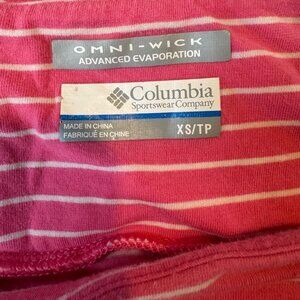 OMNI-WICK
ADVANCED EVAPORATION
Columbia
Sportswear Company
MADE IN CHINA
FABRIQUÉ EN CHINE
XS/TP